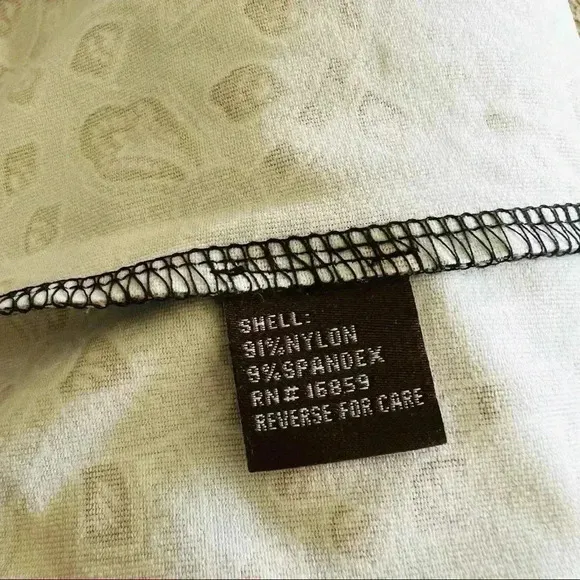 SHELL:
91%NYLON
9%SPANDEX
RN# 16859
REVERSE FOR CARE